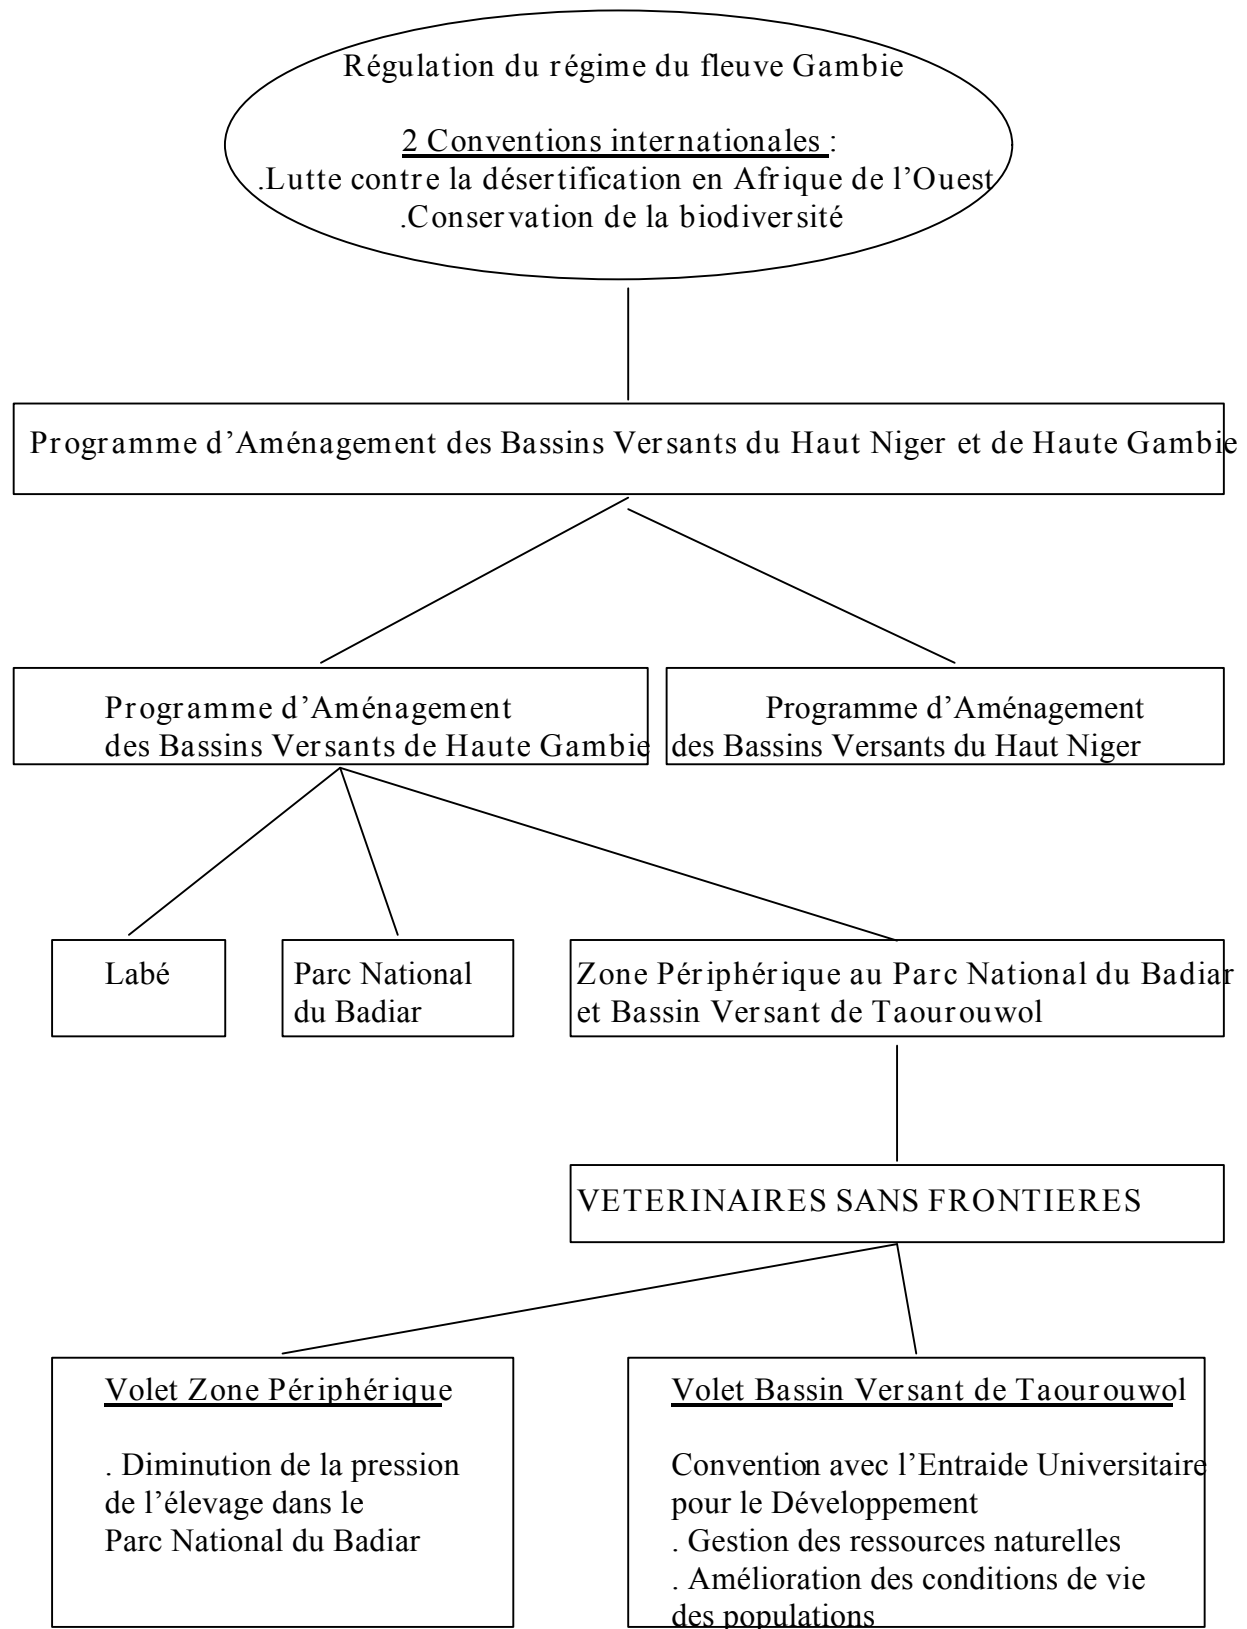 Régulation du régime du fleuve Gambie
2 Conventions internationales :
.Lutte contre la désertification en Afrique de l’Ouest
.Conservation de la biodiversité
Programme d’Aménagement des Bassins Versants du Haut Niger et de Haute Gambie
Programme d’Aménagement
des Bassins Versants de Haute Gambie
Programme d’Aménagement
des Bassins Versants du Haut Niger
Labé
Parc National
du Badiar
Zone Périphérique au Parc National du Badiar
et Bassin Versant de Taourouwol
VETERINAIRES SANS FRONTIERES
Volet Zone Périphérique
. Diminution de la pression
de l’élevage dans le
Parc National du Badiar
Volet Bassin Versant de Taourouwol
Convention avec l’Entraide Universitaire
pour le Développement
. Gestion des ressources naturelles
. Amélioration des conditions de vie
des populations